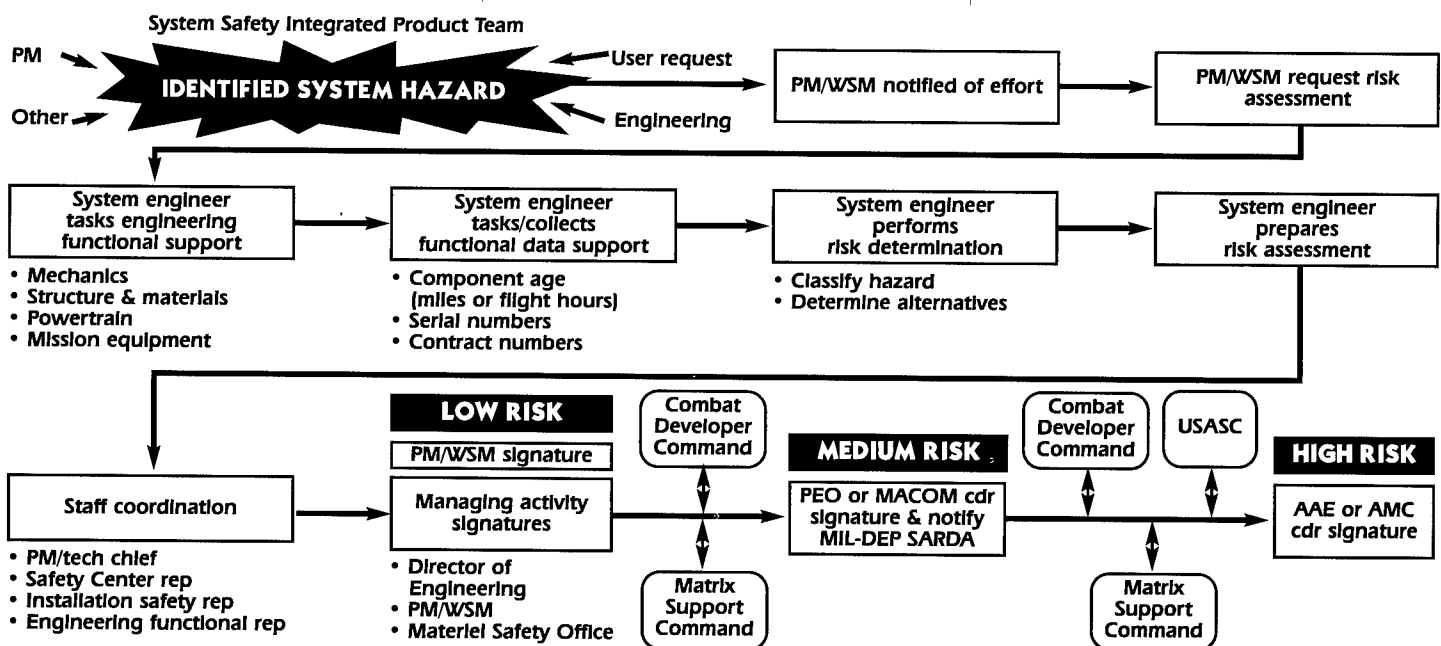 System Safety Integrated Product Team
PM
User request
IDENTIFIED SYSTEM HAZARD
Other
Engineering
PM/WSM notified of effort
PM/WSM request risk
assessment
System engineer
tasks engineering
functional support
• Mechanics
• Structure & materials
• Powertrain
• Mission equipment
System engineer
tasks/collects
functional data support
• Component age
(miles or flight hours)
• Serial numbers
• Contract numbers
System engineer
performs
risk determination
• Classify hazard
• Determine alternatives
System engineer
prepares
risk assessment
Staff coordination
• PM/tech chief
• Safety Center rep
• Installation safety rep
• Engineering functional rep
LOW RISK
PM/WSM signature
Managing activity
signatures
• Director of
Engineering
• PM/WSM
• Materiel Safety Office
Combat
Developer
Command
Matrix
Support
Command
MEDIUM RISK
PEO or MACOM cdr
signature & notify
MIL-DEP SARDA
Combat
Developer
Command
USASC
Matrix
Support
Command
HIGH RISK
AAE or AMC
cdr signature